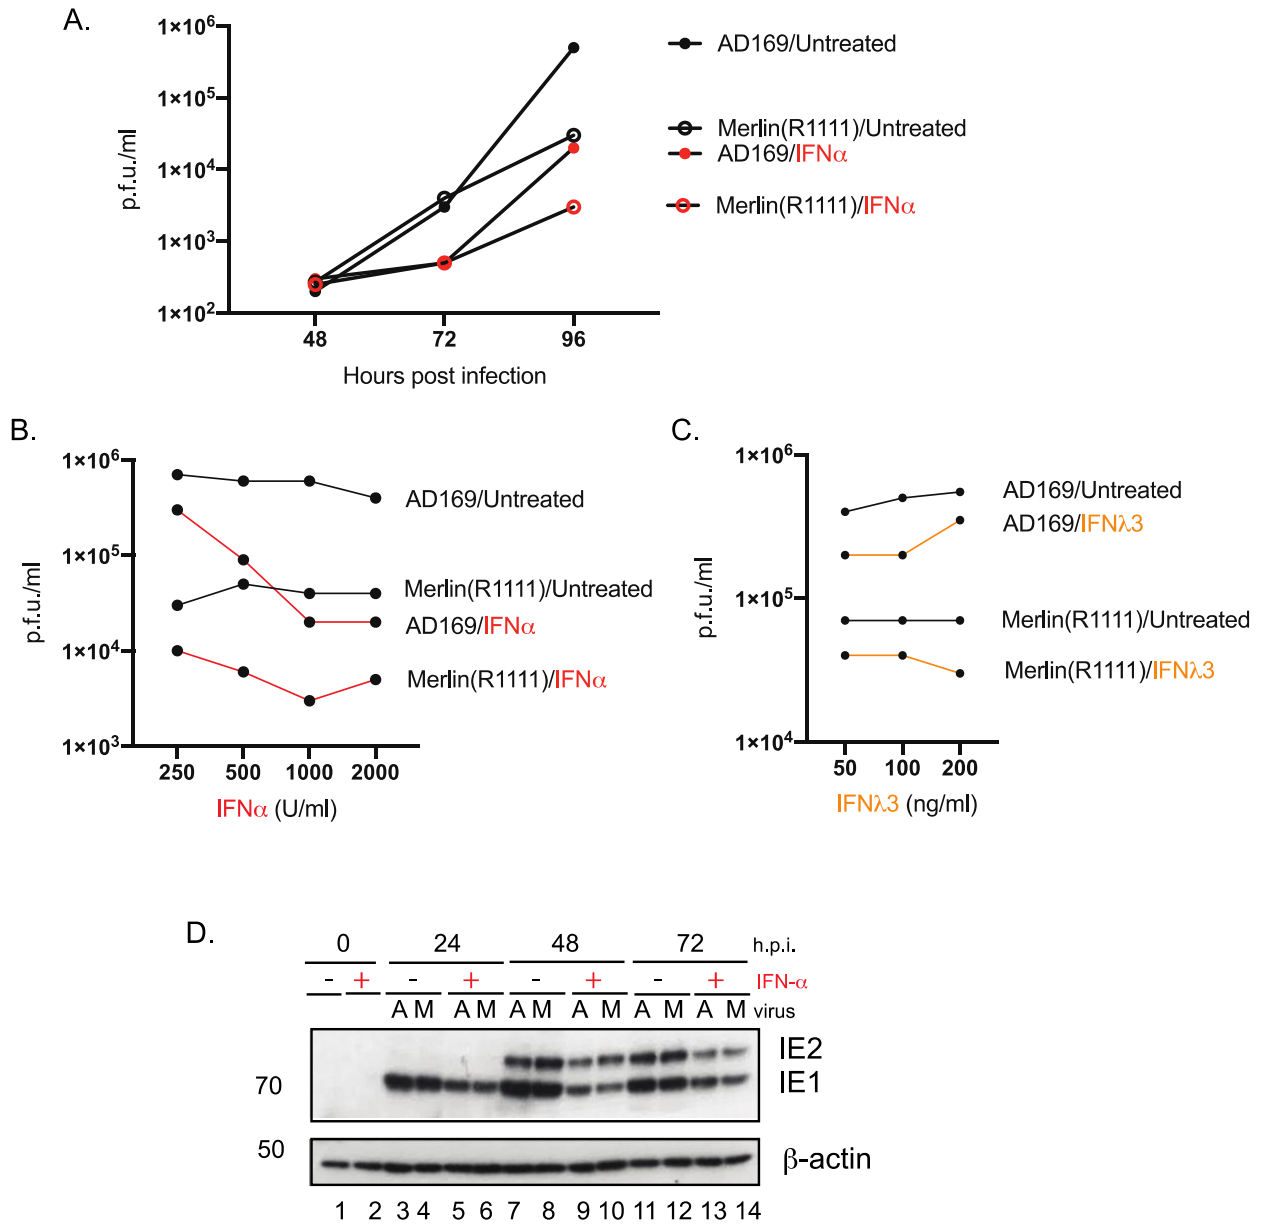 A.
1×10⁶
1×10⁵
1×10⁴
1×10³
1×10²
p.f.u./ml
48 72 96
Hours post infection
AD169/Untreated
Merlin(R1111)/Untreated
AD169/IFNα
Merlin(R1111)/IFNα
B.
1×10⁶
1×10⁵
1×10⁴
1×10³
p.f.u./ml
250 500 1000 2000
IFNα (U/ml)
AD169/Untreated
Merlin(R1111)/Untreated
AD169/IFNα
Merlin(R1111)/IFNα
C.
1×10⁶
1×10⁵
1×10⁴
p.f.u./ml
50 100 200
IFNλ3 (ng/ml)
AD169/Untreated
AD169/IFNλ3
Merlin(R1111)/Untreated
Merlin(R1111)/IFNλ3
D.
0 24 48 72 h.p.i.
- + - + - + - + IFN-α
A M A M A M A M A M A M virus
IE2
70 IE1
50 β-actin
1 2 3 4 5 6 7 8 9 10 11 12 13 14